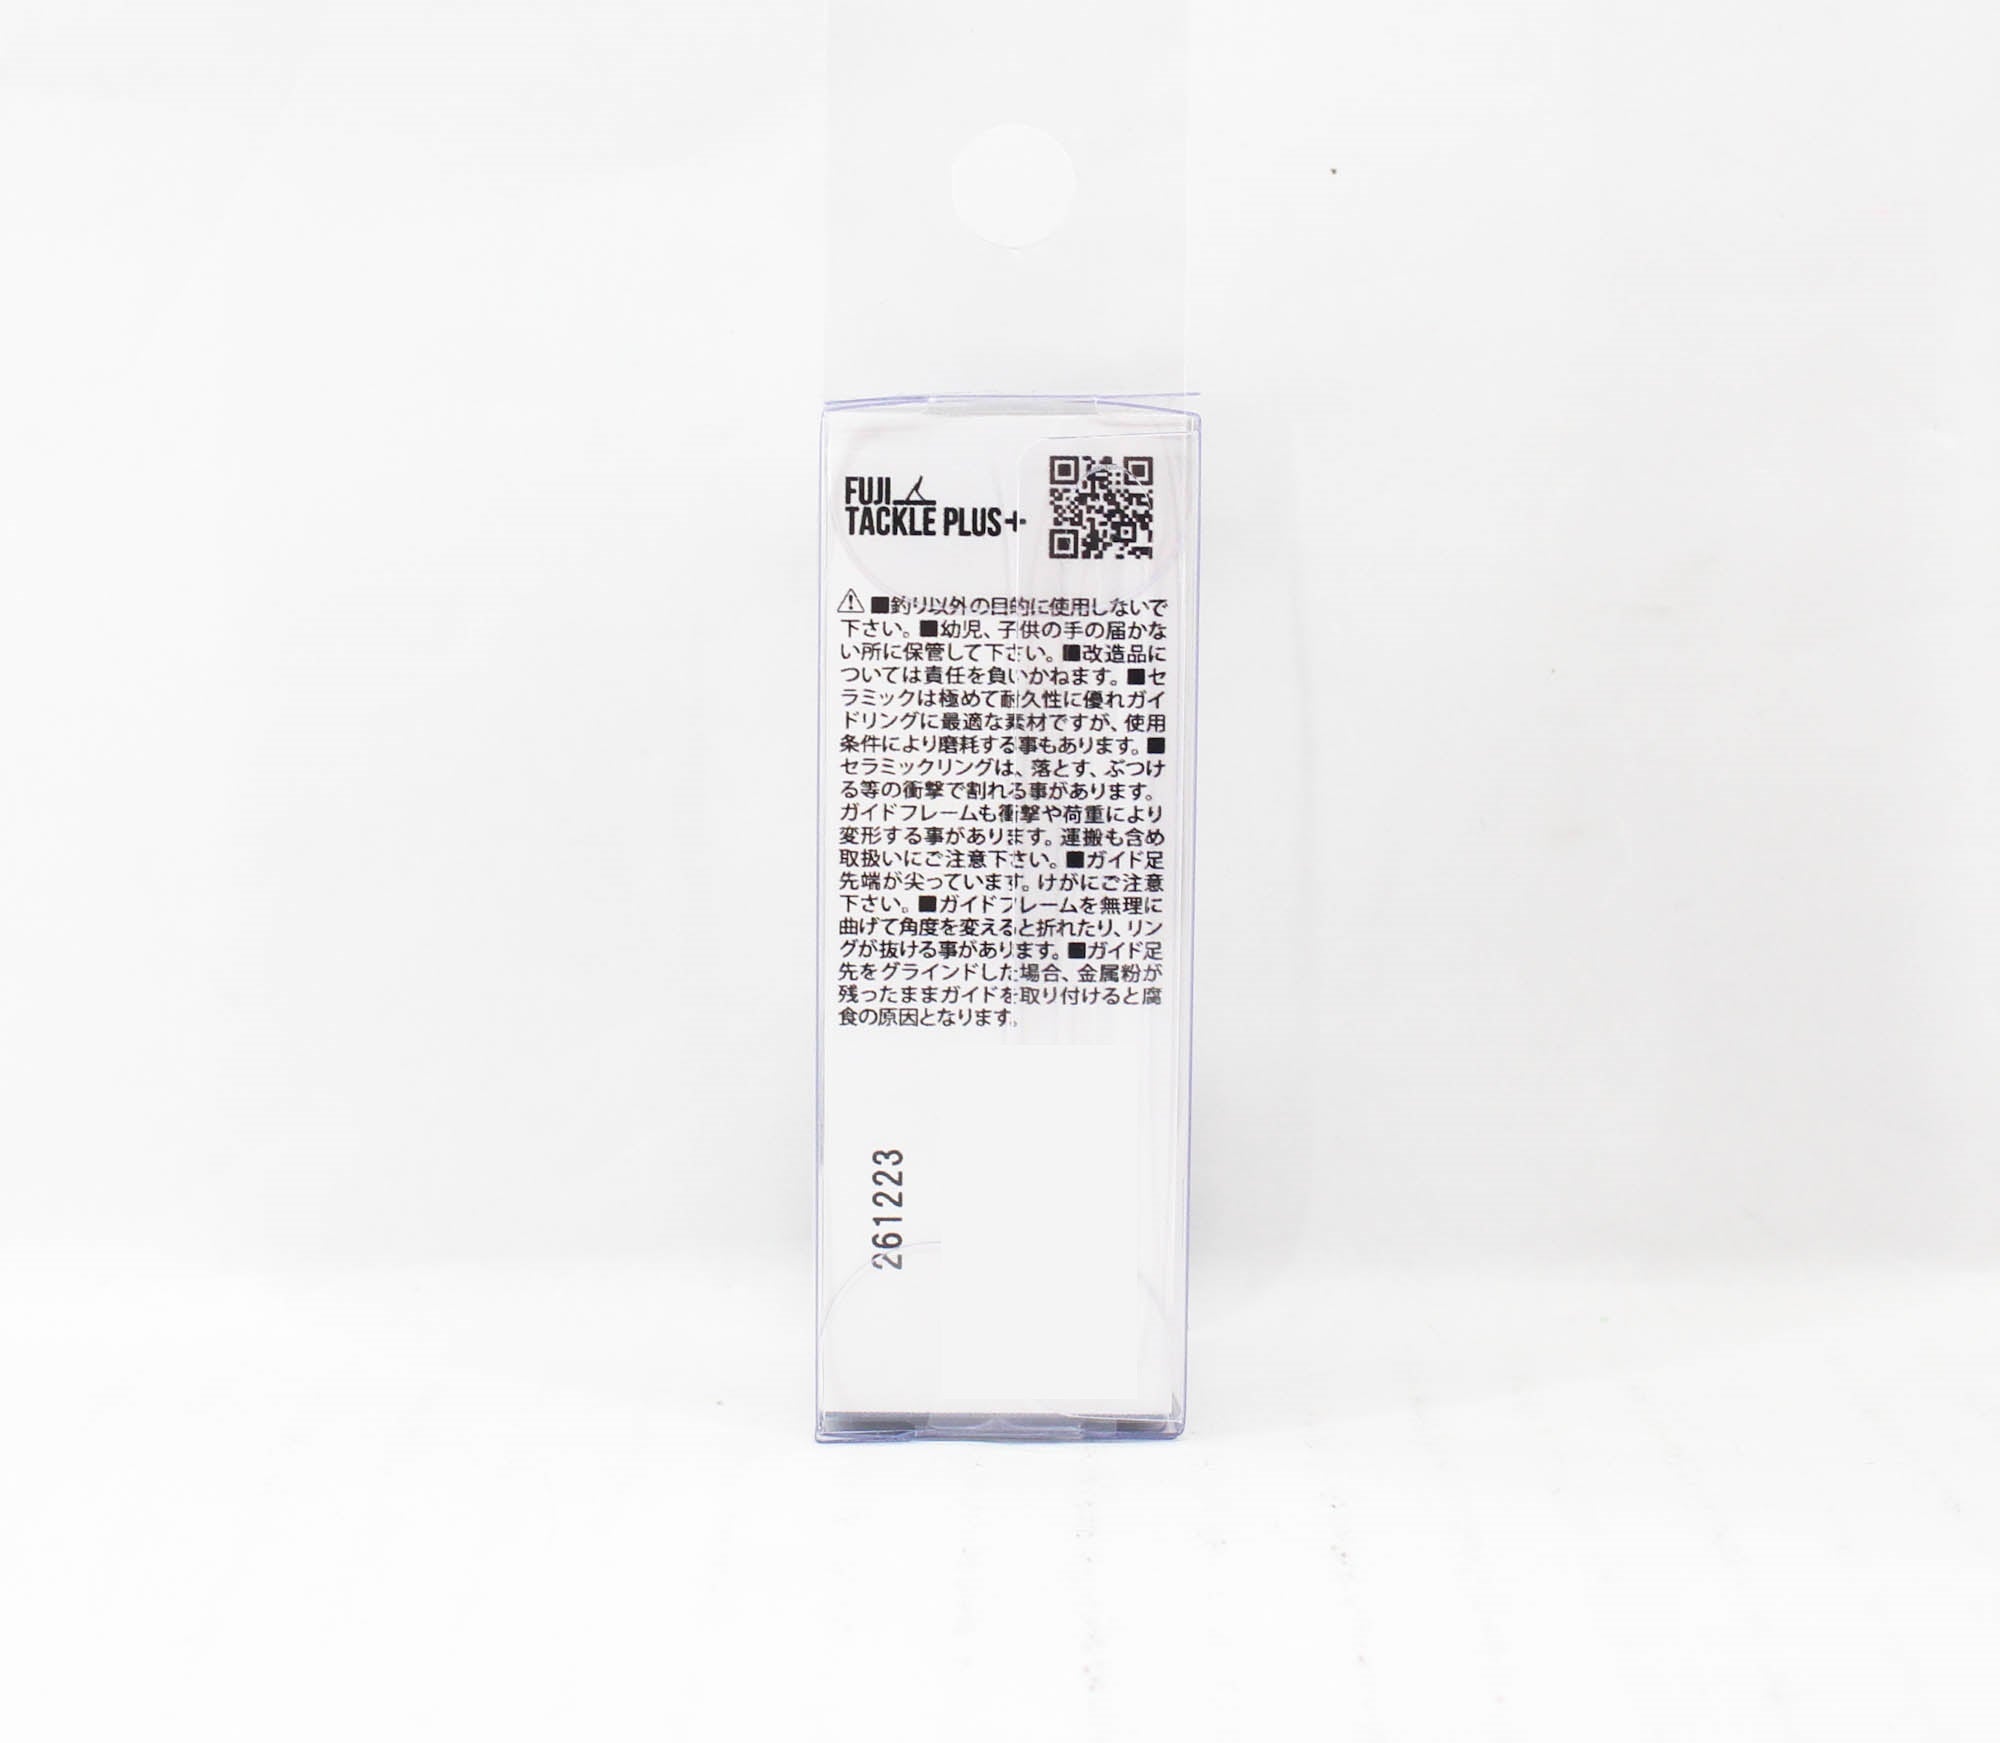 FUJI
TACKLE PLUS+
⚠ ■釣り以外の目的に使用しないで
下さい。■幼児、子供の手の届かな
い所に保管して下さい。■改造品に
ついては責任を負いかねます。■セ
ラミックは極めて耐久性に優れガイ
ドリングに最適な素材ですが、使用
条件により磨耗する事もあります。■
セラミックリングは、落とす、ぶつけ
る等の衝撃で割れる事があります。
ガイドフレームも衝撃や荷重により
変形する事があります。運搬も含め
取扱いにご注意下さい。■ガイド足
先端が尖っています。けがにご注意
下さい。■ガイドフレームを無理に
曲げて角度を変えると折れたり、リン
グが抜ける事があります。■ガイド足
先をグラインドした場合、金属粉が
残ったままガイドを取り付けると腐
食の原因となります。
261223